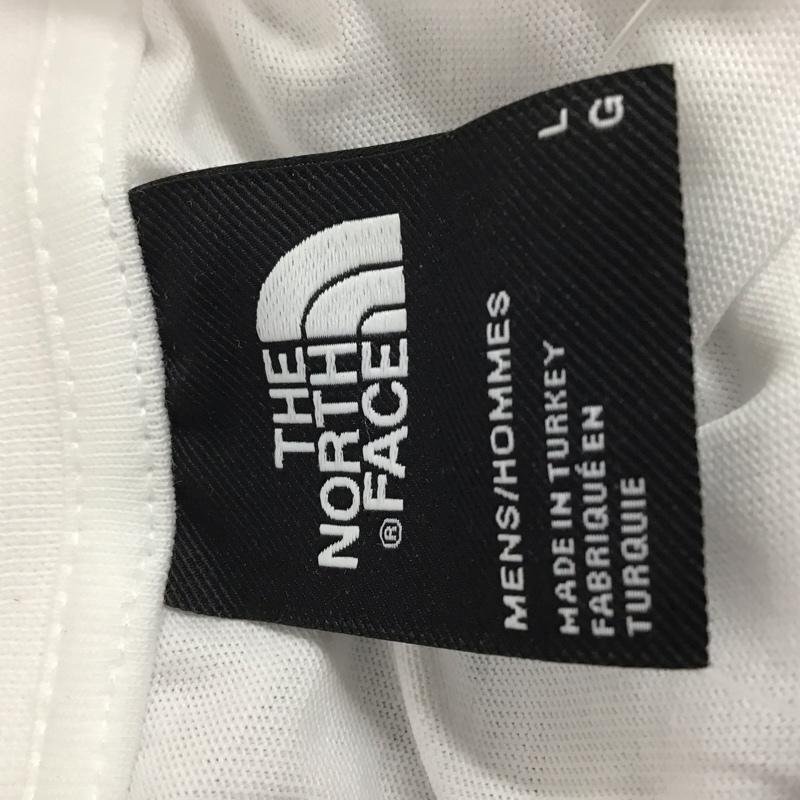 THE
NORTH
FACE®
MENS/HOMMES
MADE IN TURKEY
FABRIQUÉ EN
TURQUIE
L
G